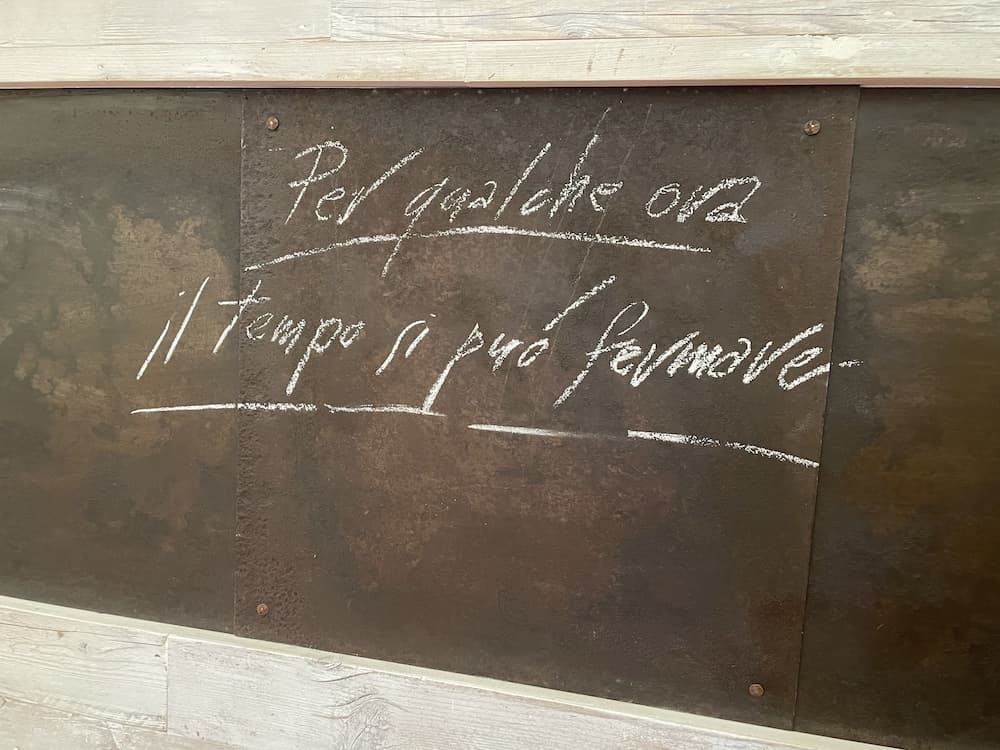 Per qualche ora
il tempo si può fermare